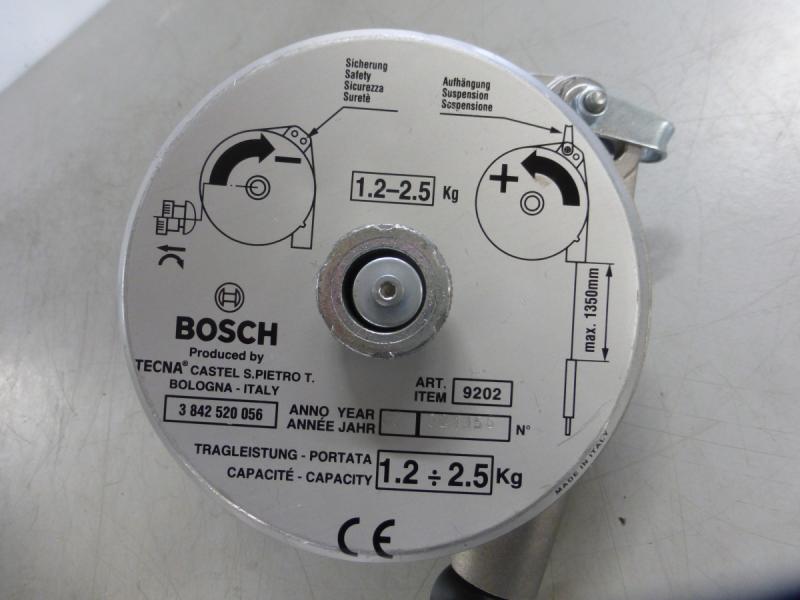 Sicherung
Safety
Sicurezza
Suretè
Aufhängung
Suspension
Sospensione
−
1.2–2.5 Kg
+
max. 1350mm
BOSCH
Produced by
TECNA® CASTEL S.PIETRO T.
BOLOGNA - ITALY
3 842 520 056
ART.
ITEM
9202
ANNO YEAR
ANNÉE JAHR
N°
TRAGLEISTUNG - PORTATA
CAPACITÉ - CAPACITY
1.2 ÷ 2.5 Kg
MADE IN ITALY
CE